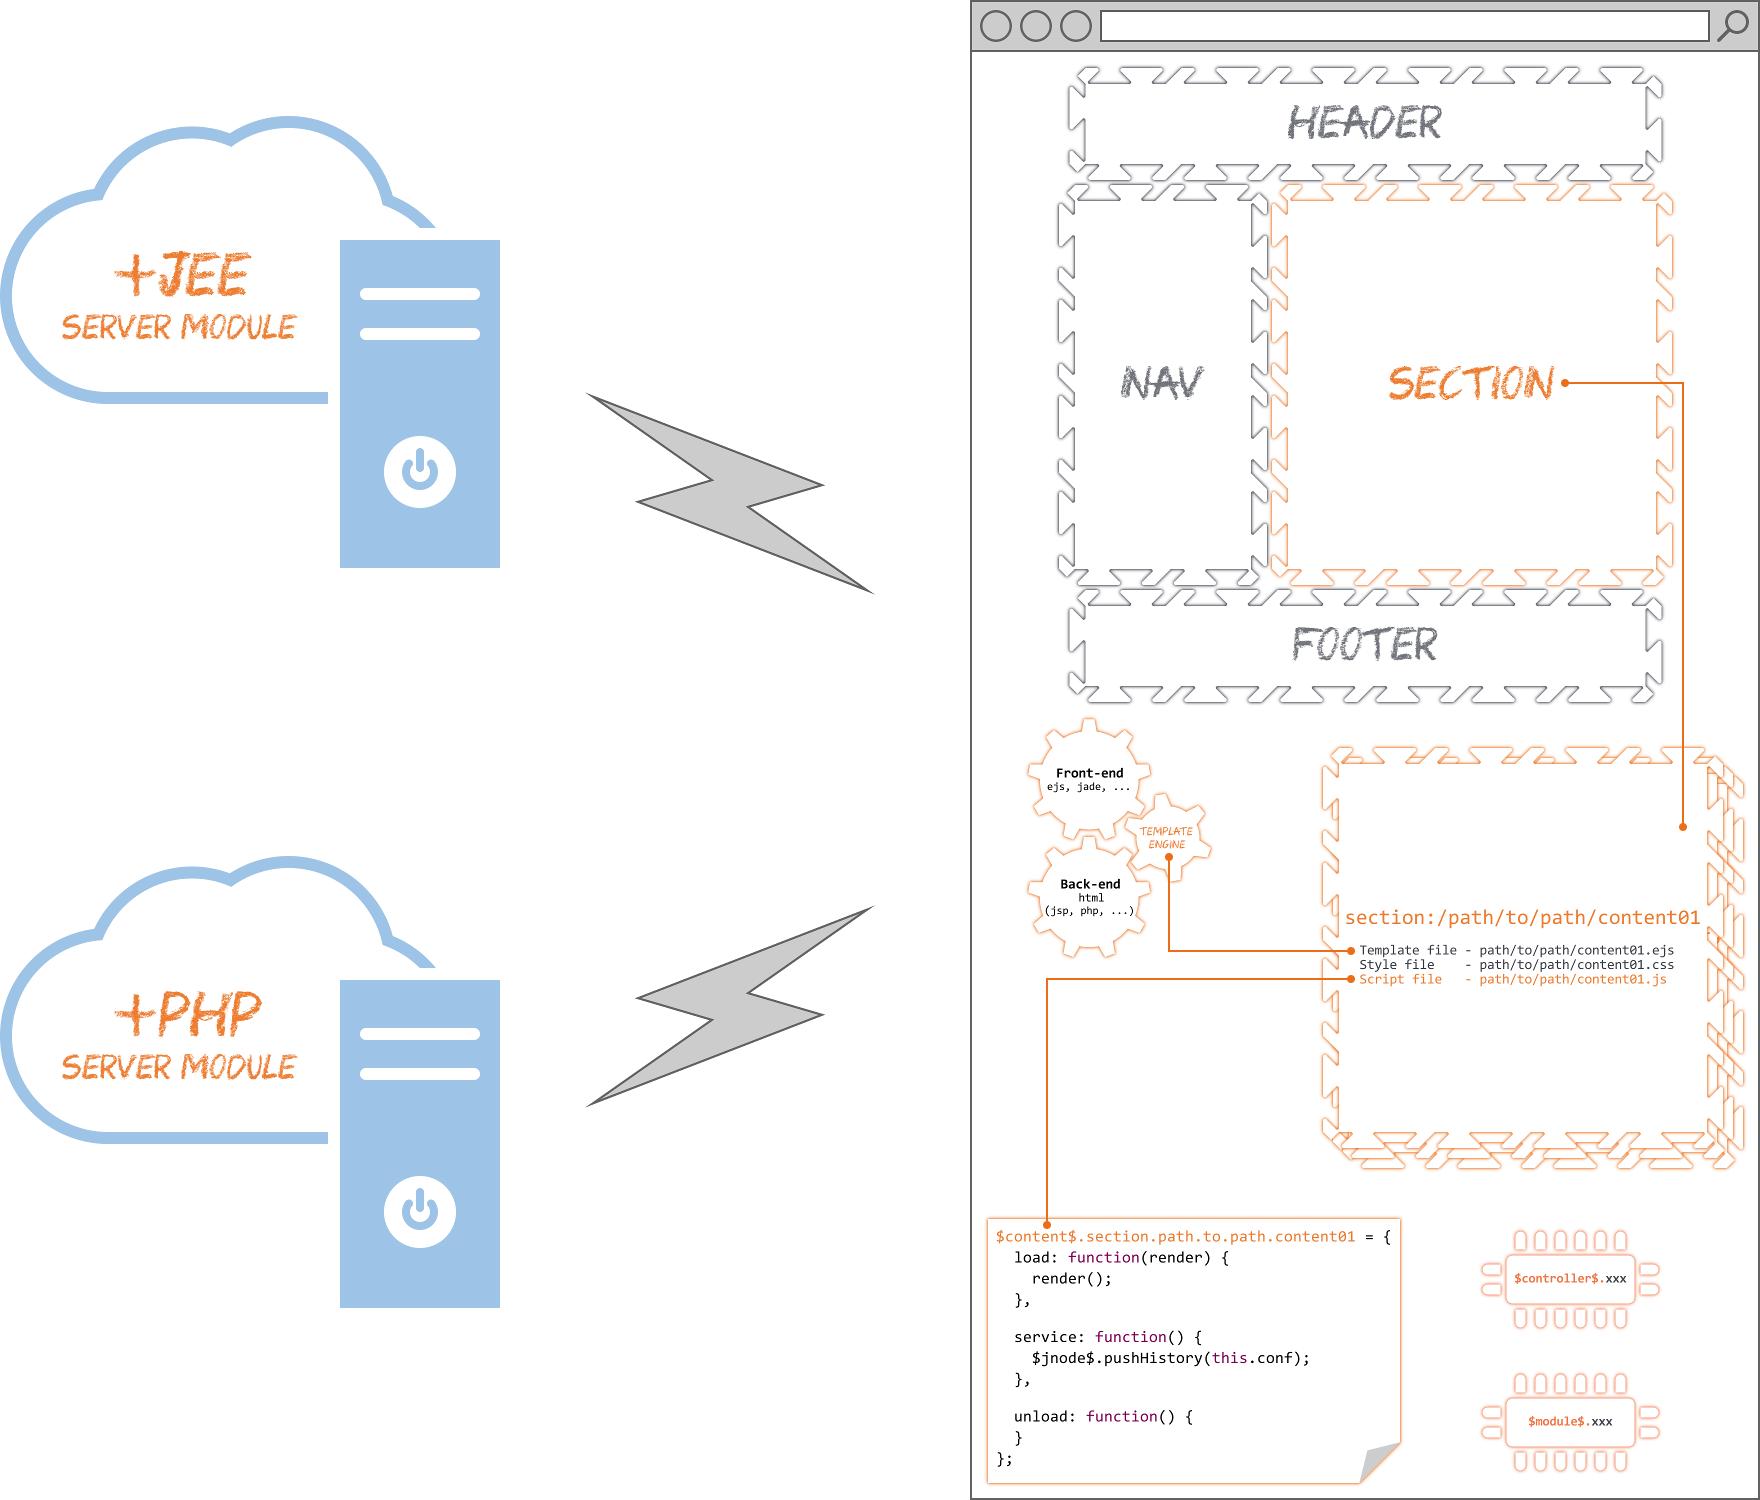 +JEE
SERVER MODULE
+PHP
SERVER MODULE
HEADER
NAV
SECTION
FOOTER
Front-end
ejs, jade, ...
TEMPLATE
ENGINE
Back-end
html
(jsp, php, ...)
section:/path/to/path/content01
Template file - path/to/path/content01.ejs
Style file    - path/to/path/content01.css
Script file   - path/to/path/content01.js
$content$.section.path.to.path.content01 = {
  load: function(render) {
    render();
  },
  service: function() {
    $jnode$.pushHistory(this.conf);
  },
  unload: function() {
  }
};
$controller$.xxx
$module$.xxx